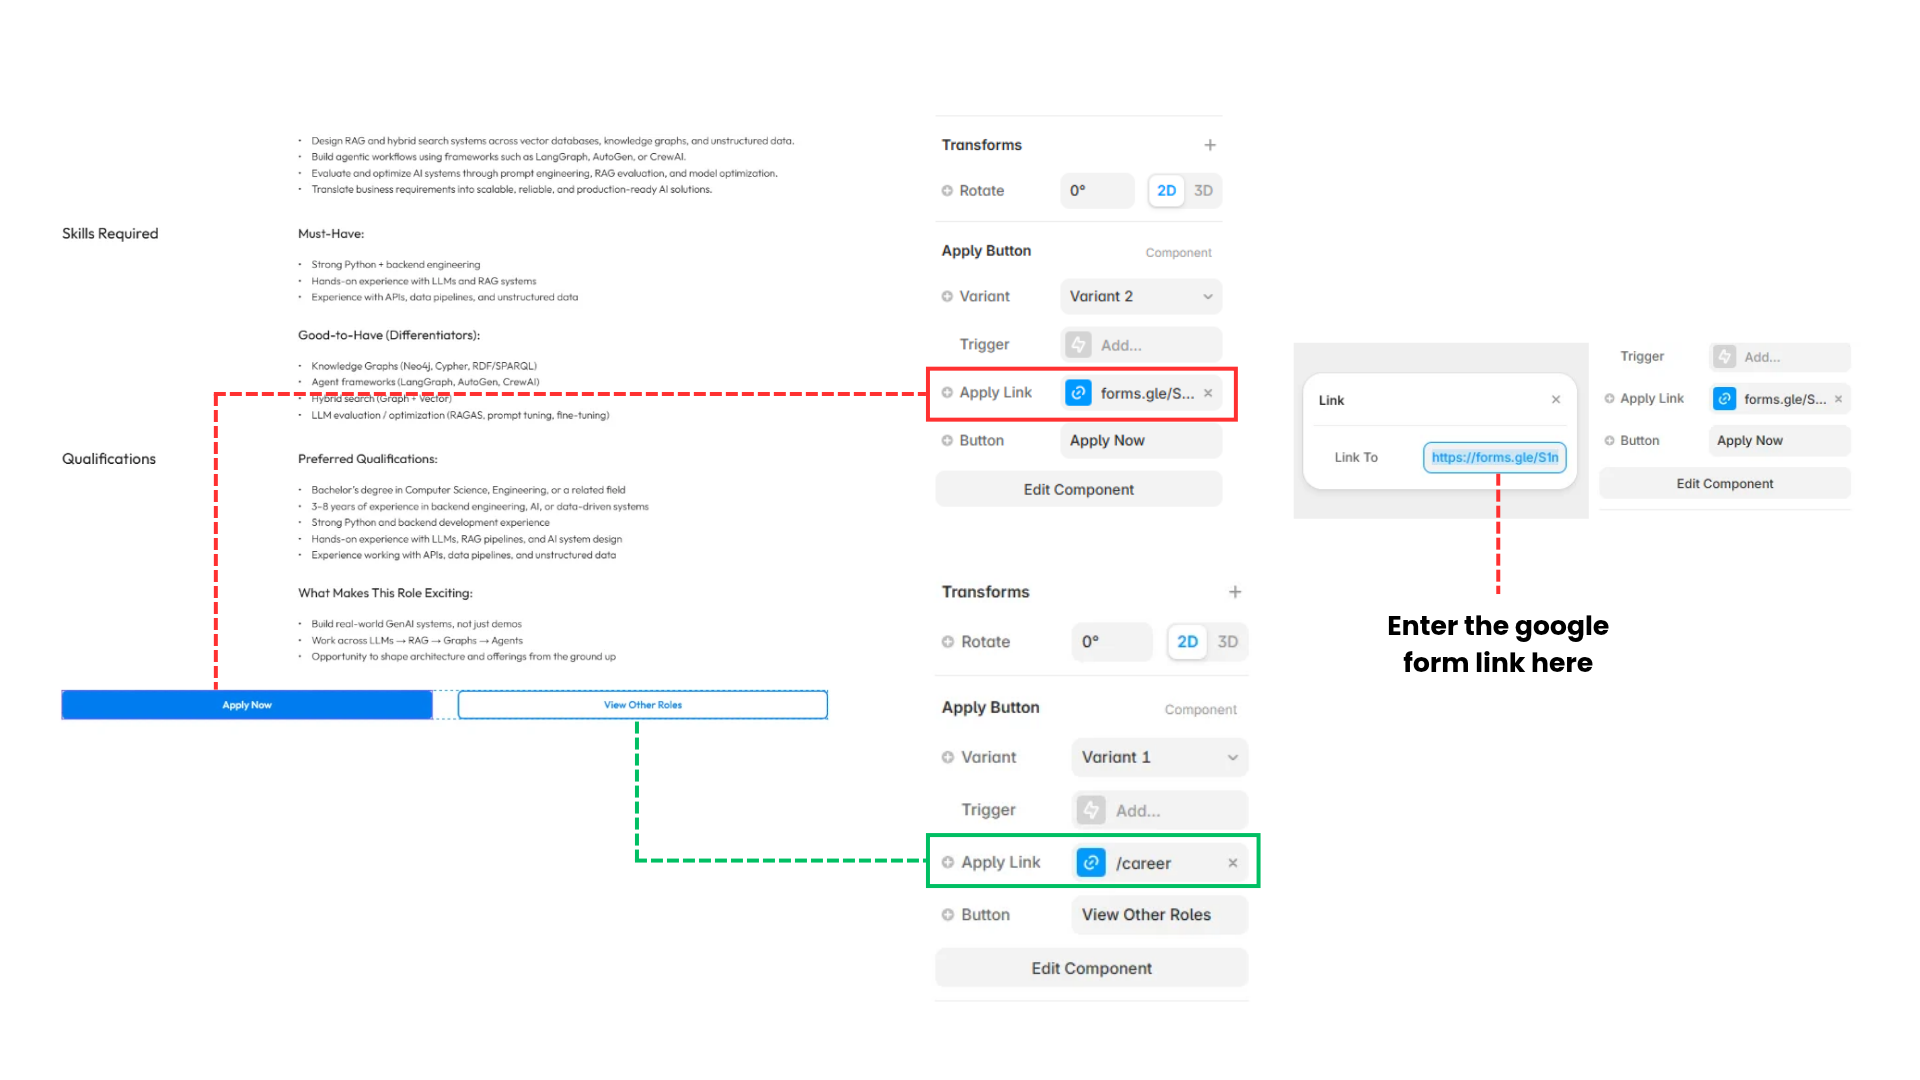 • Design RAG and hybrid search systems across vector databases, knowledge graphs, and unstructured data.
• Build agentic workflows using frameworks such as LangGraph, AutoGen, or CrewAI.
• Evaluate and optimize AI systems through prompt engineering, RAG evaluation, and model optimization.
• Translate business requirements into scalable, reliable, and production-ready AI solutions.
Skills Required
Must-Have:
• Strong Python + backend engineering
• Hands-on experience with LLMs and RAG systems
• Experience with APIs, data pipelines, and unstructured data
Good-to-Have (Differentiators):
• Knowledge Graphs (Neo4j, Cypher, RDF/SPARQL)
• Agent frameworks (LangGraph, AutoGen, CrewAI)
• Hybrid search (Graph + Vector)
• LLM evaluation / optimization (RAGAS, prompt tuning, fine-tuning)
Qualifications
Preferred Qualifications:
• Bachelor's degree in Computer Science, Engineering, or a related field
• 3–8 years of experience in backend engineering, AI, or data-driven systems
• Strong Python and backend development experience
• Hands-on experience with LLMs, RAG pipelines, and AI system design
• Experience working with APIs, data pipelines, and unstructured data
What Makes This Role Exciting:
• Build real-world GenAI systems, not just demos
• Work across LLMs → RAG → Graphs → Agents
• Opportunity to shape architecture and offerings from the ground up
Apply Now
View Other Roles
Transforms
Rotate 0° 2D 3D
Apply Button Component
Variant Variant 2
Trigger Add...
Apply Link forms.gle/S...
Button Apply Now
Edit Component
Transforms
Rotate 0° 2D 3D
Apply Button Component
Variant Variant 1
Trigger Add...
Apply Link /career
Button View Other Roles
Edit Component
Link
Link To https://forms.gle/S1n
Trigger Add...
Apply Link forms.gle/S...
Button Apply Now
Edit Component
Enter the google
form link here